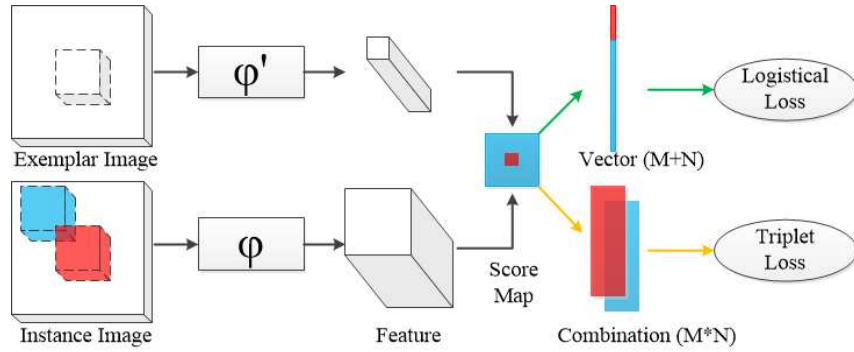 φ'
Exemplar Image
Logistical
Loss
Vector (M+N)
φ
Score
Map
Triplet
Loss
Instance Image
Feature
Combination (M*N)